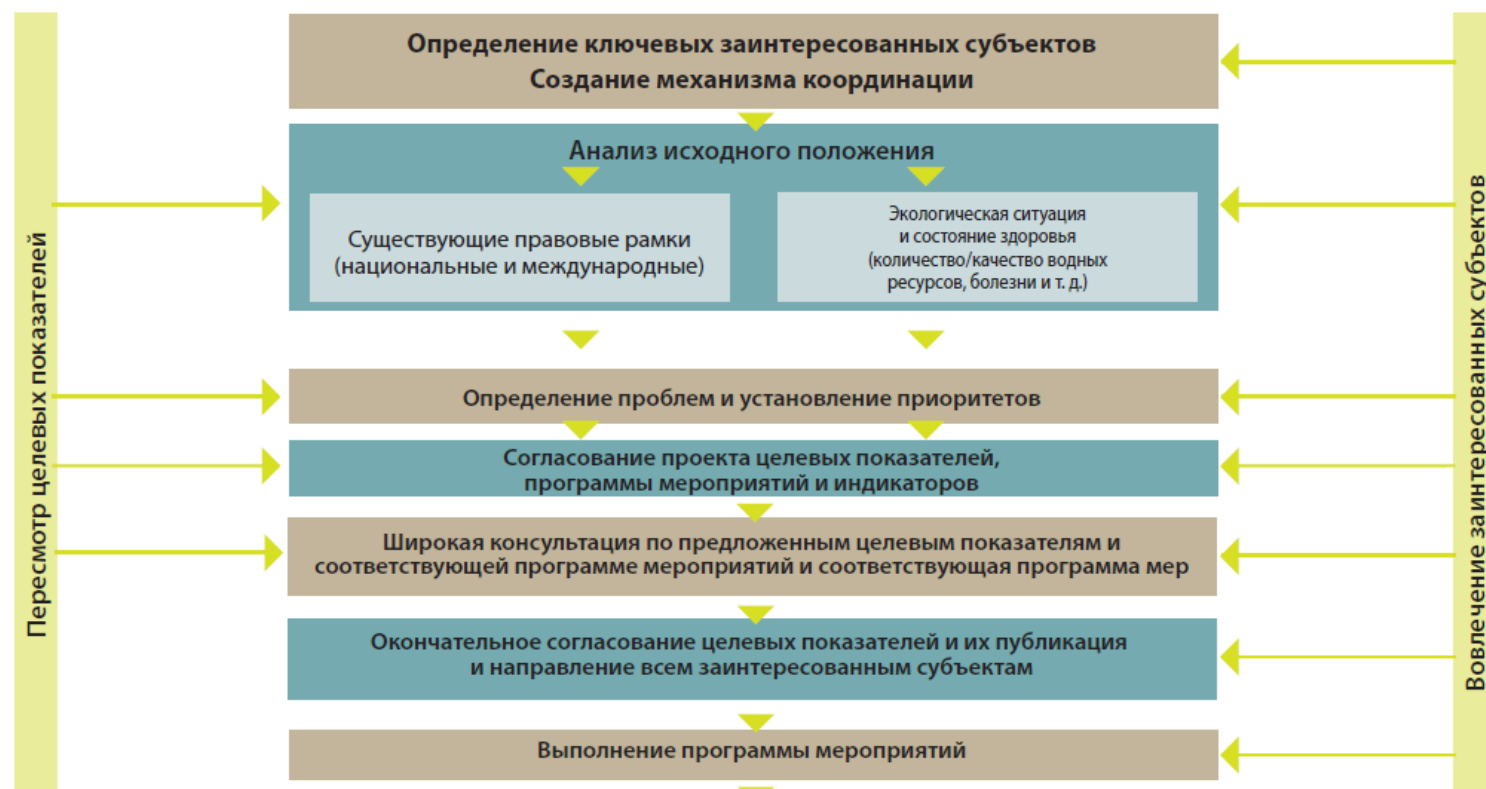 Определение ключевых заинтересованных субъектов
Создание механизма координации
Анализ исходного положения
Существующие правовые рамки
(национальные и международные)
Экологическая ситуация
и состояние здоровья
(количество/качество водных
ресурсов, болезни и т. д.)
Определение проблем и установление приоритетов
Согласование проекта целевых показателей,
программы мероприятий и индикаторов
Широкая консультация по предложенным целевым показателям и
соответствующей программе мероприятий и соответствующая программа мер
Окончательное согласование целевых показателей и их публикация
и направление всем заинтересованным субъектам
Выполнение программы мероприятий
Пересмотр целевых показателей
Вовлечение заинтересованных субъектов